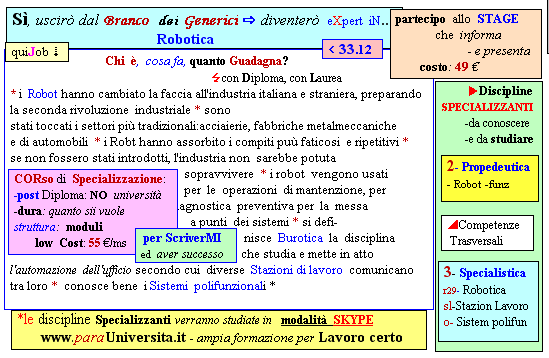 Sì, uscirò dal Branco dei Generici ⇨ diventerò eXpert iN..
Robotica
partecipo allo STAGE
che informa
- e presenta
costo: 49 €
quiJob ↓
< 33.12
Chi è, cosa fa, quanto Guadagna?
con Diploma, con Laurea
* i Robot hanno cambiato la faccia all'industria italiana e straniera, preparando
la seconda rivoluzione industriale * sono
stati toccati i settori più tradizionali:acciaierie, fabbriche metalmeccaniche
e di automobili * i Robt hanno assorbito i compiti puù faticosi e ripetitivi *
se non fossero stati introdotti, l'industria non sarebbe potuta
sopravvivere * i robot vengono usati
per le operazioni di mantenzione, per
iagnostica preventiva per la messa
a punti dei sistemi * si defi-
nisce Burotica la disciplina
che studia e mette in atto
l'automazione dell'ufficio secondo cui diverse Stazioni di lavoro comunicano
tra loro * conosce bene i Sistemi polifunzionali *
CORso di Specializzazione:
-post Diploma: NO università
-dura: quanto sii vuole
struttura: moduli
low Cost: 55 €/ms
per ScriverMI
ed aver successo
▶Discipline
SPECIALIZZANTI
-da conoscere
-e da studiare
2- Propedeutica
- Robot -funz
Competenze
Trasversali
3- Specialistica
r29- Robotica
sl-Stazion Lavoro
o- Sistem polifun
*le discipline Specializzanti verranno studiate in modalità SKYPE
www.paraUniversita.it - ampia formazione per Lavoro certo